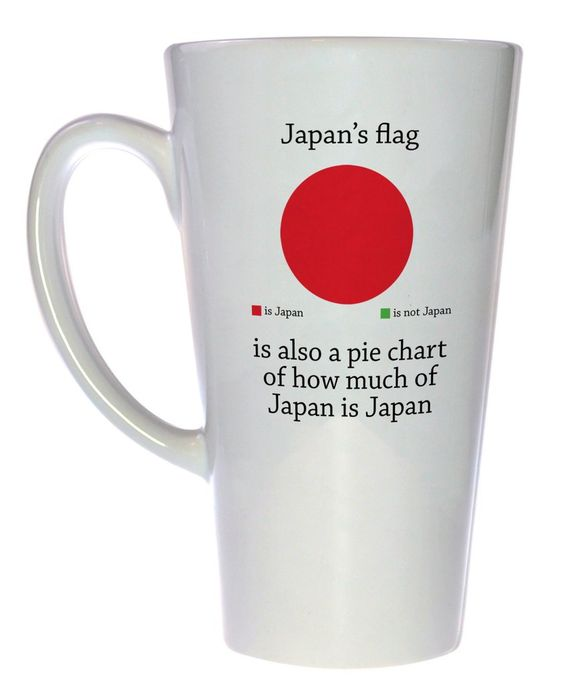 Japan’s flag
is Japan
is not Japan
is also a pie chart
of how much of
Japan is Japan